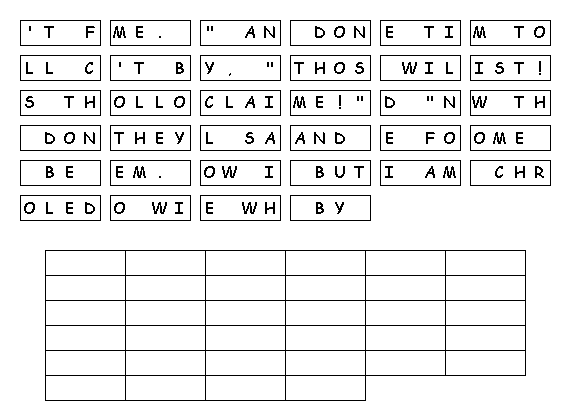 'T F ME. " AN DON E TI M TO
LL C 'T B Y, " THOS WIL IST!
S TH OLLO CLAI ME!" D "N W TH
DON THEY L SA AND E FO OME
BE EM. OW I BUT I AM CHR
OLED O WI E WH BY